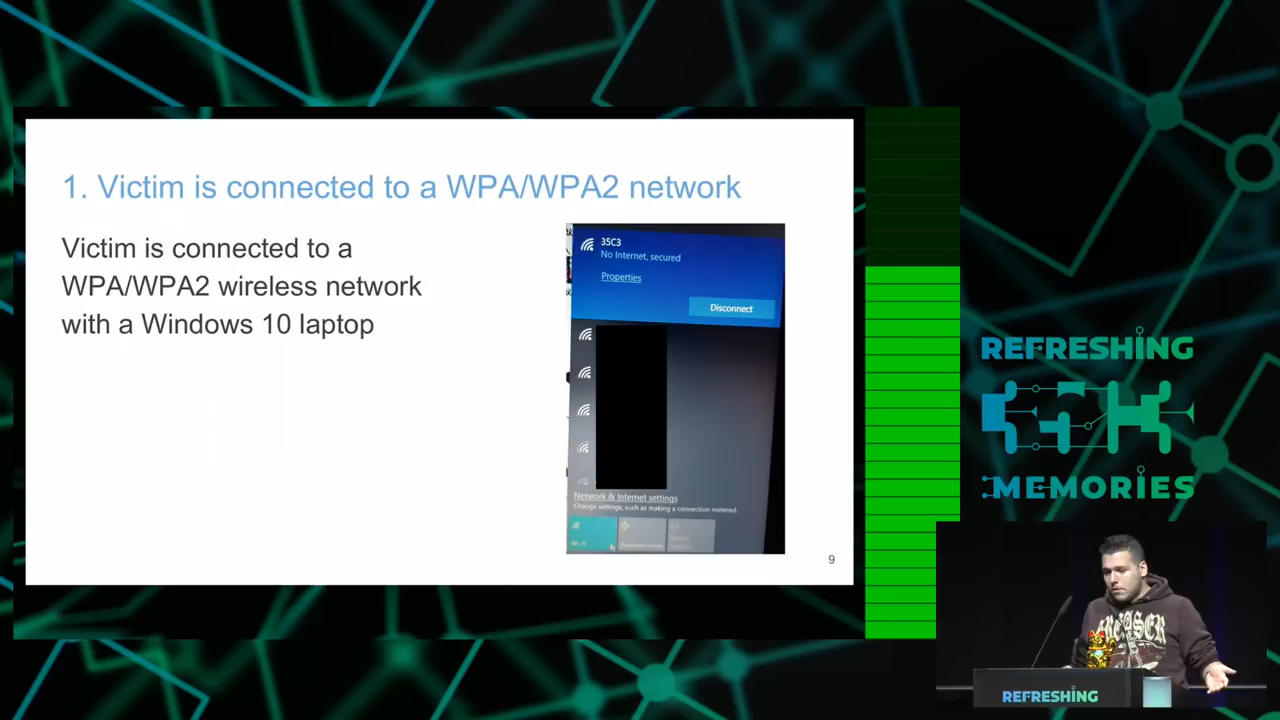 1. Victim is connected to a WPA/WPA2 network
Victim is connected to a
WPA/WPA2 wireless network
with a Windows 10 laptop
35C3
No Internet, secured
Properties
Disconnect
Network & Internet settings
Change settings, such as making a connection metered.
Wi-Fi
9
REFRESHING
MEMORIES
REFRESHING